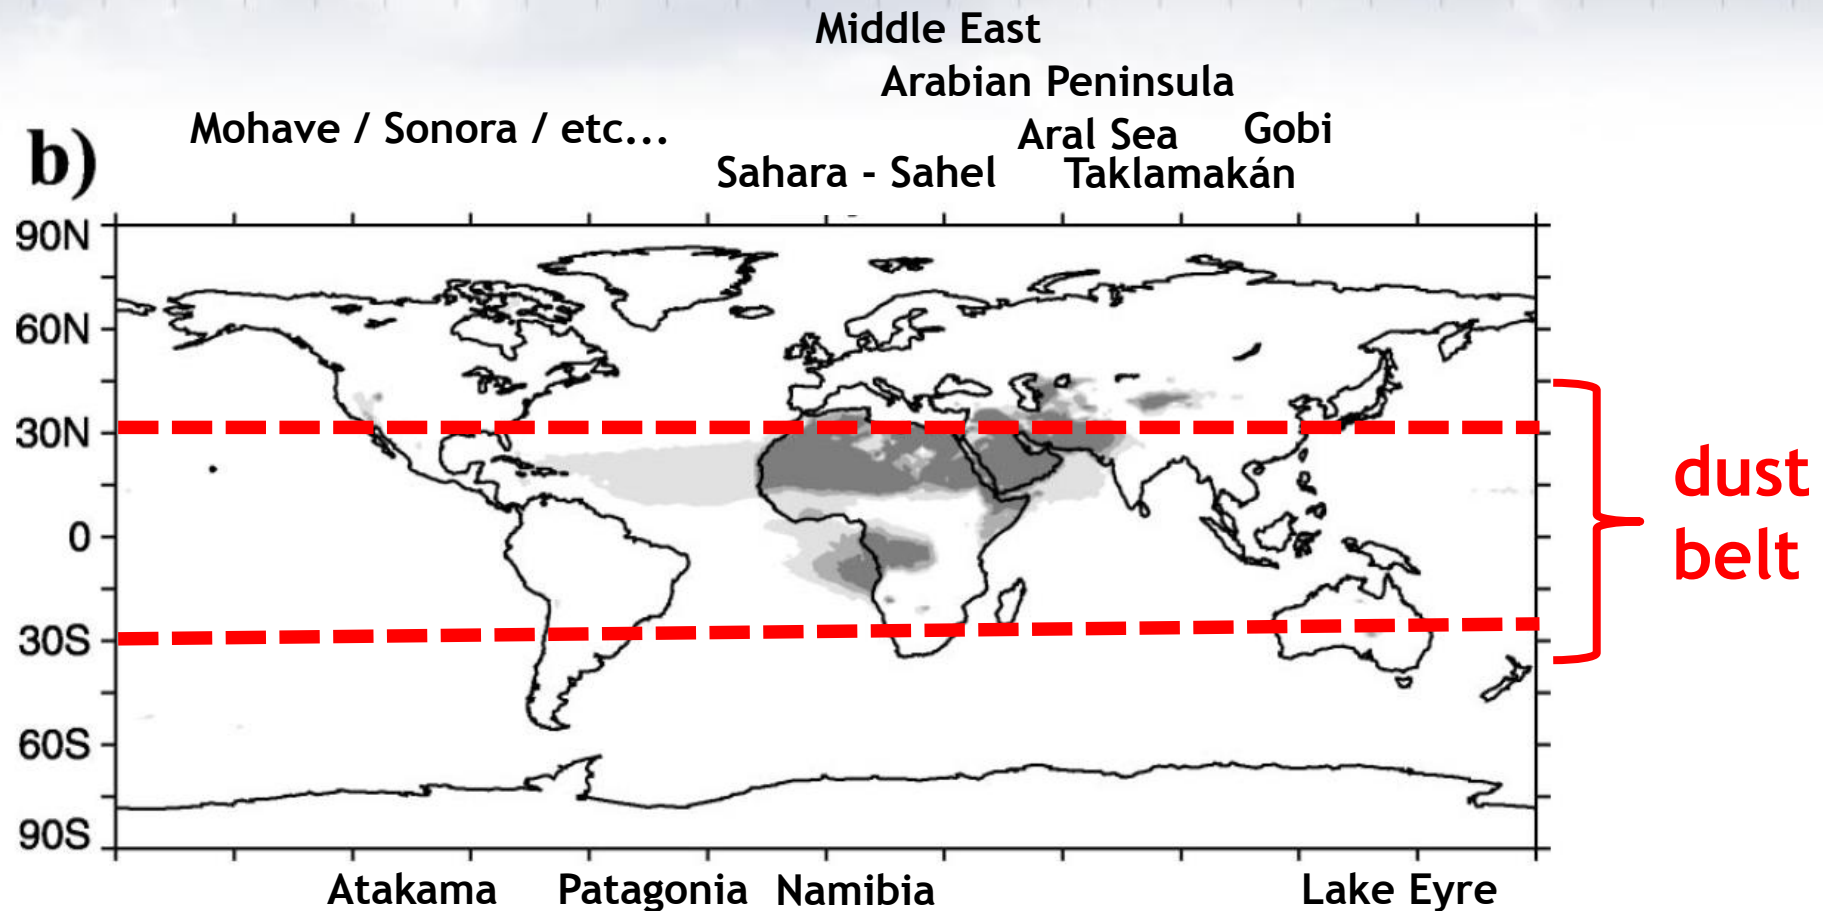 Middle East
Arabian Peninsula
Mohave / Sonora / etc...
Aral Sea
Gobi
b)
Sahara - Sahel
Taklamakán
90N
60N
30N
0
30S
60S
90S
dust
belt
Atakama
Patagonia
Namibia
Lake Eyre